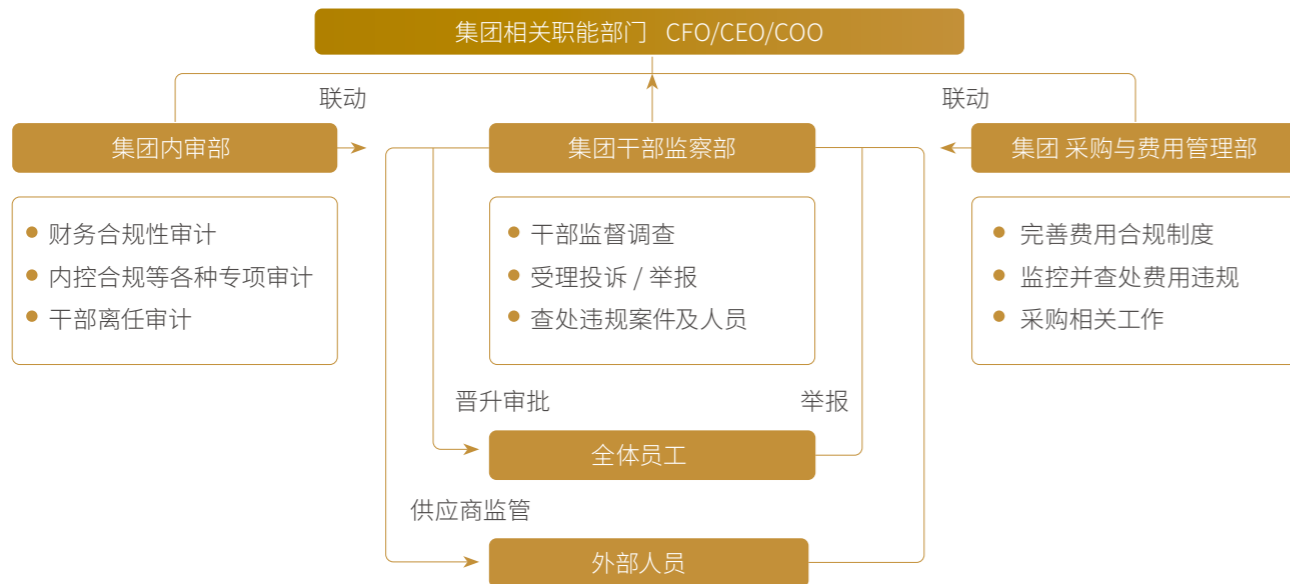 集团相关职能部门 CFO/CEO/COO
联动
联动
集团内审部
集团干部监察部
集团 采购与费用管理部
财务合规性审计
内控合规等各种专项审计
干部离任审计
干部监督调查
受理投诉 / 举报
查处违规案件及人员
完善费用合规制度
监控并查处费用违规
采购相关工作
晋升审批
举报
全体员工
供应商监管
外部人员